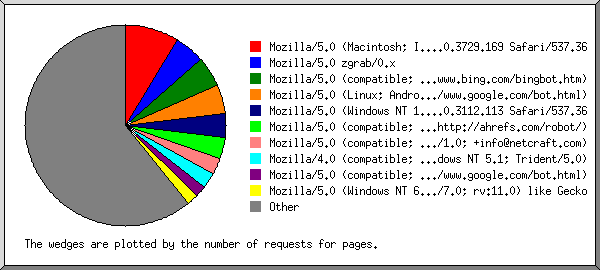 Mozilla/5.0 (Macintosh; I....0.3729.169 Safari/537.36
Mozilla/5.0 zgrab/0.x
Mozilla/5.0 (compatible; ...www.bing.com/bingbot.htm)
Mozilla/5.0 (Linux; Andro.../www.google.com/bot.html)
Mozilla/5.0 (Windows NT 1....0.3112.113 Safari/537.36
Mozilla/5.0 (compatible; ...http://ahrefs.com/robot/)
Mozilla/5.0 (compatible; .../1.0; +info@netcraft.com)
Mozilla/4.0 (compatible; ...dows NT 5.1; Trident/5.0)
Mozilla/5.0 (compatible; .../www.google.com/bot.html)
Mozilla/5.0 (Windows NT 6.../7.0; rv:11.0) like Gecko
Other
The wedges are plotted by the number of requests for pages.